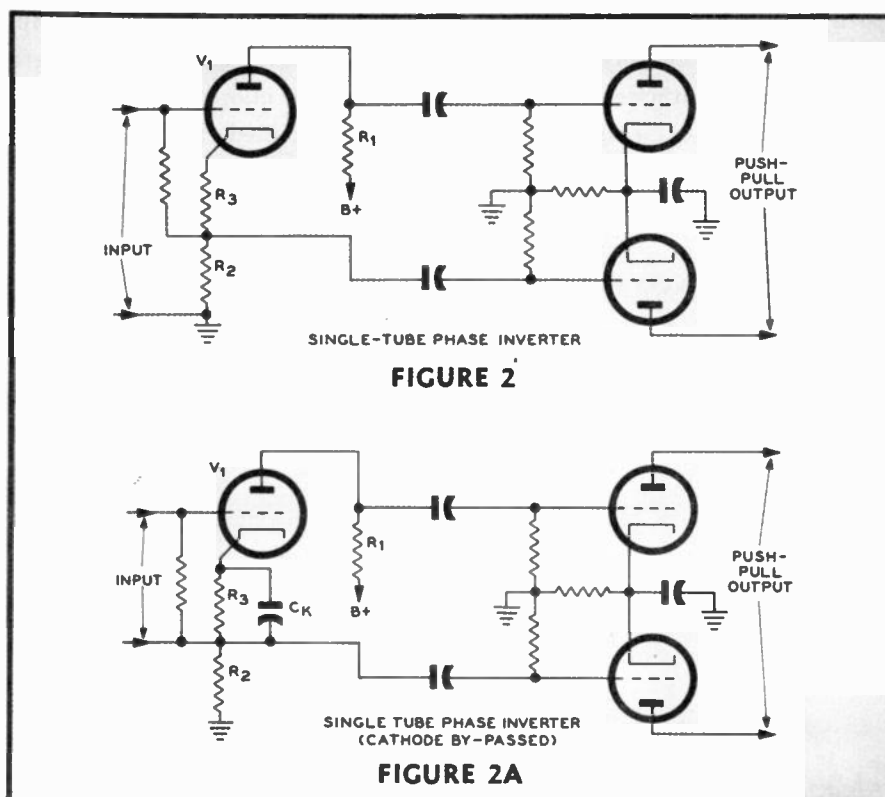 V1
R1
B+
R3
INPUT
R2
PUSH-
PULL
OUTPUT
SINGLE-TUBE PHASE INVERTER
FIGURE 2
V1
R1
B+
INPUT
R3
CK
R2
PUSH-
PULL
OUTPUT
SINGLE TUBE PHASE INVERTER
(CATHODE BY-PASSED)
FIGURE 2A